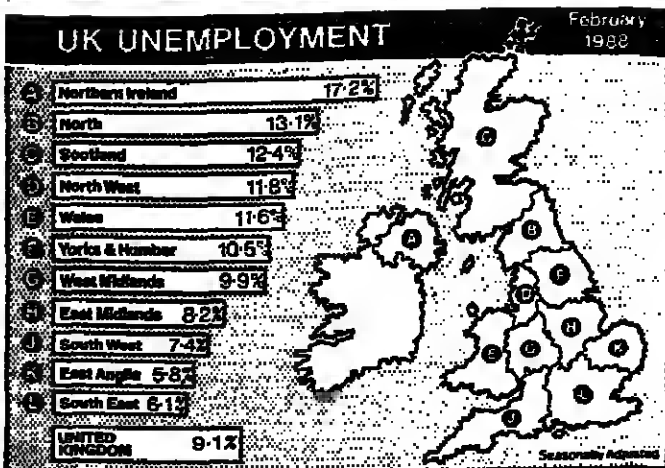 UK UNEMPLOYMENT
February
1988
A Northern Ireland 17·2%
B North 13·1%
C Scotland 12·4%
D North West 11·8%
E Wales 11·6%
F Yorks & Humber 10·5%
G West Midlands 9·9%
H East Midlands 8·2%
J South West 7·4%
K East Anglia 5·8%
L South East 6·1%
UNITED
KINGDOM 9·1%
C
B
A
F
D
H
K
E
G
L
J
Seasonally Adjusted